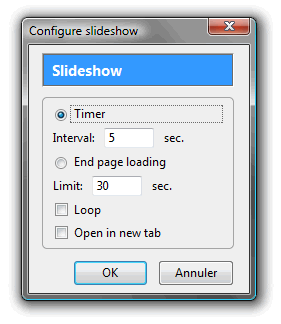 Configure slideshow
Slideshow
Timer
Interval: 5 sec.
End page loading
Limit: 30 sec.
Loop
Open in new tab
OK Annuler